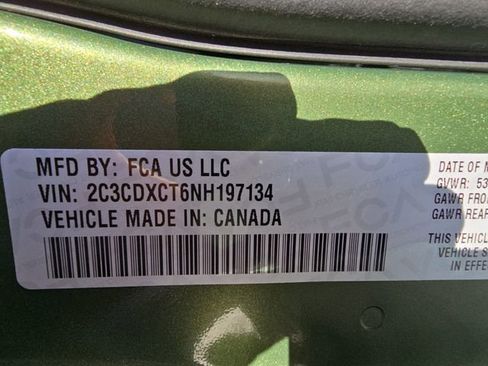 MFD BY: FCA US LLC
VIN: 2C3CDXCT6NH197134
VEHICLE MADE IN: CANADA
DATE OF M
GVWR: 53
GAWR FRON
GAWR REAR
THIS VEHICL
VEHICLE S
IN EFFE